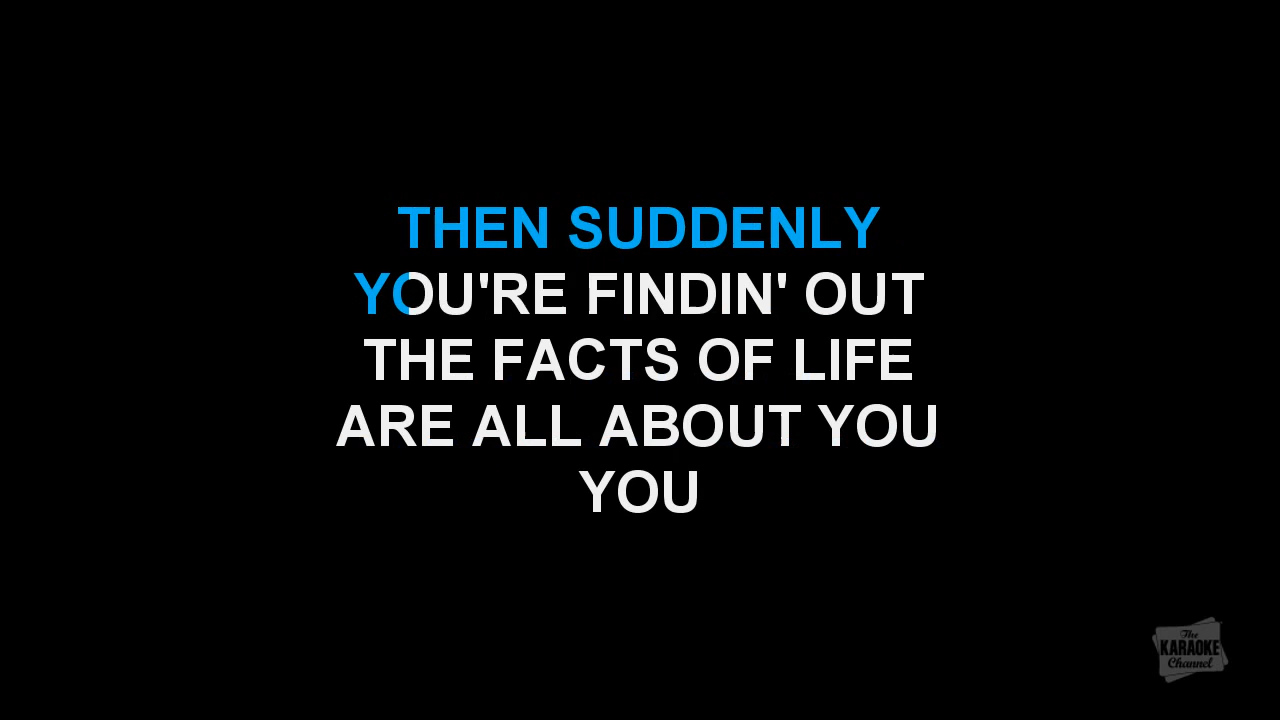 THEN SUDDENLY
YOU'RE FINDIN' OUT
THE FACTS OF LIFE
ARE ALL ABOUT YOU
YOU
The
KARAOKE
Channel